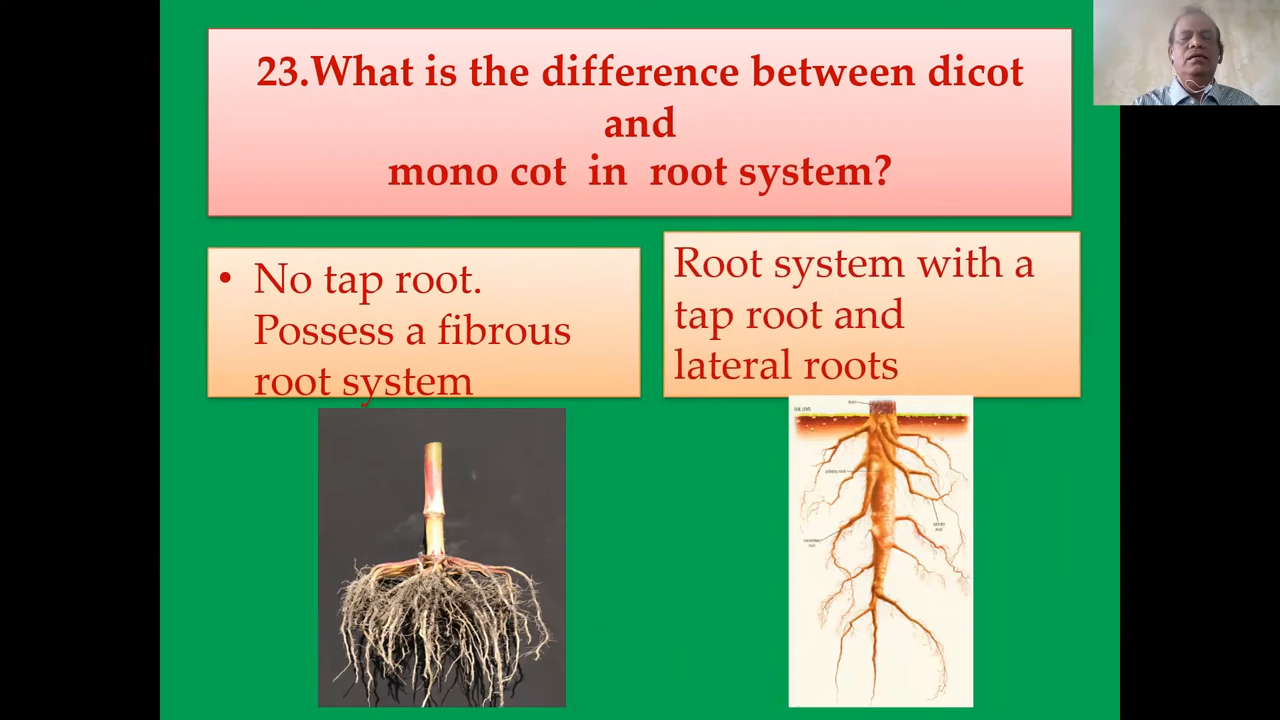 23.What is the difference between dicot
and
mono cot in root system?
• No tap root.
Possess a fibrous
root system
Root system with a
tap root and
lateral roots